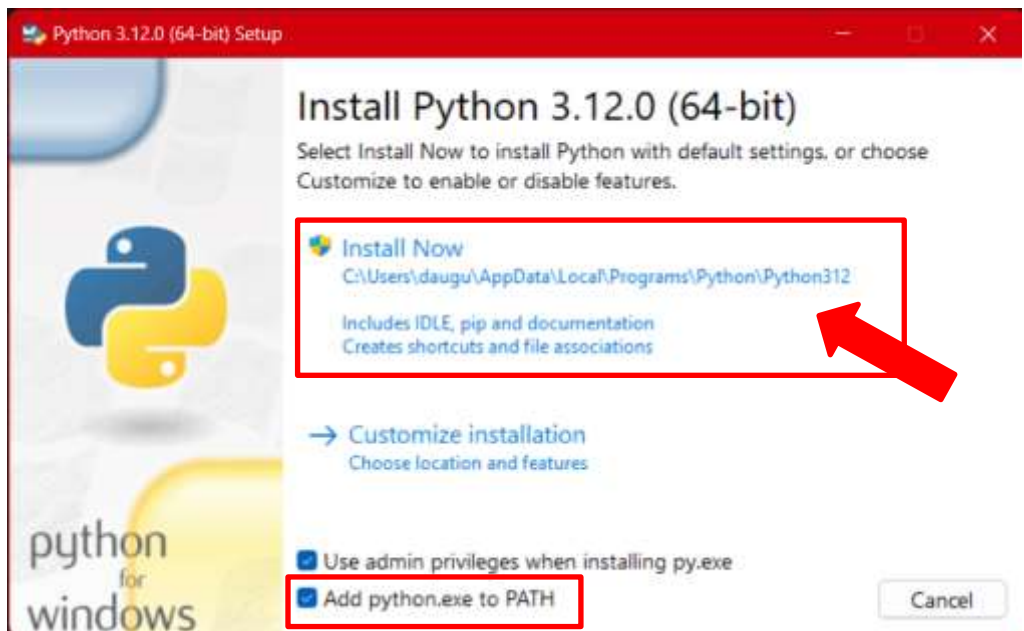 Python 3.12.0 (64-bit) Setup
Install Python 3.12.0 (64-bit)
Select Install Now to install Python with default settings, or choose
Customize to enable or disable features.
Install Now
C:\Users\daugu\AppData\Local\Programs\Python\Python312
Includes IDLE, pip and documentation
Creates shortcuts and file associations
Customize installation
Choose location and features
python
for
windows
Use admin privileges when installing py.exe
Add python.exe to PATH
Cancel